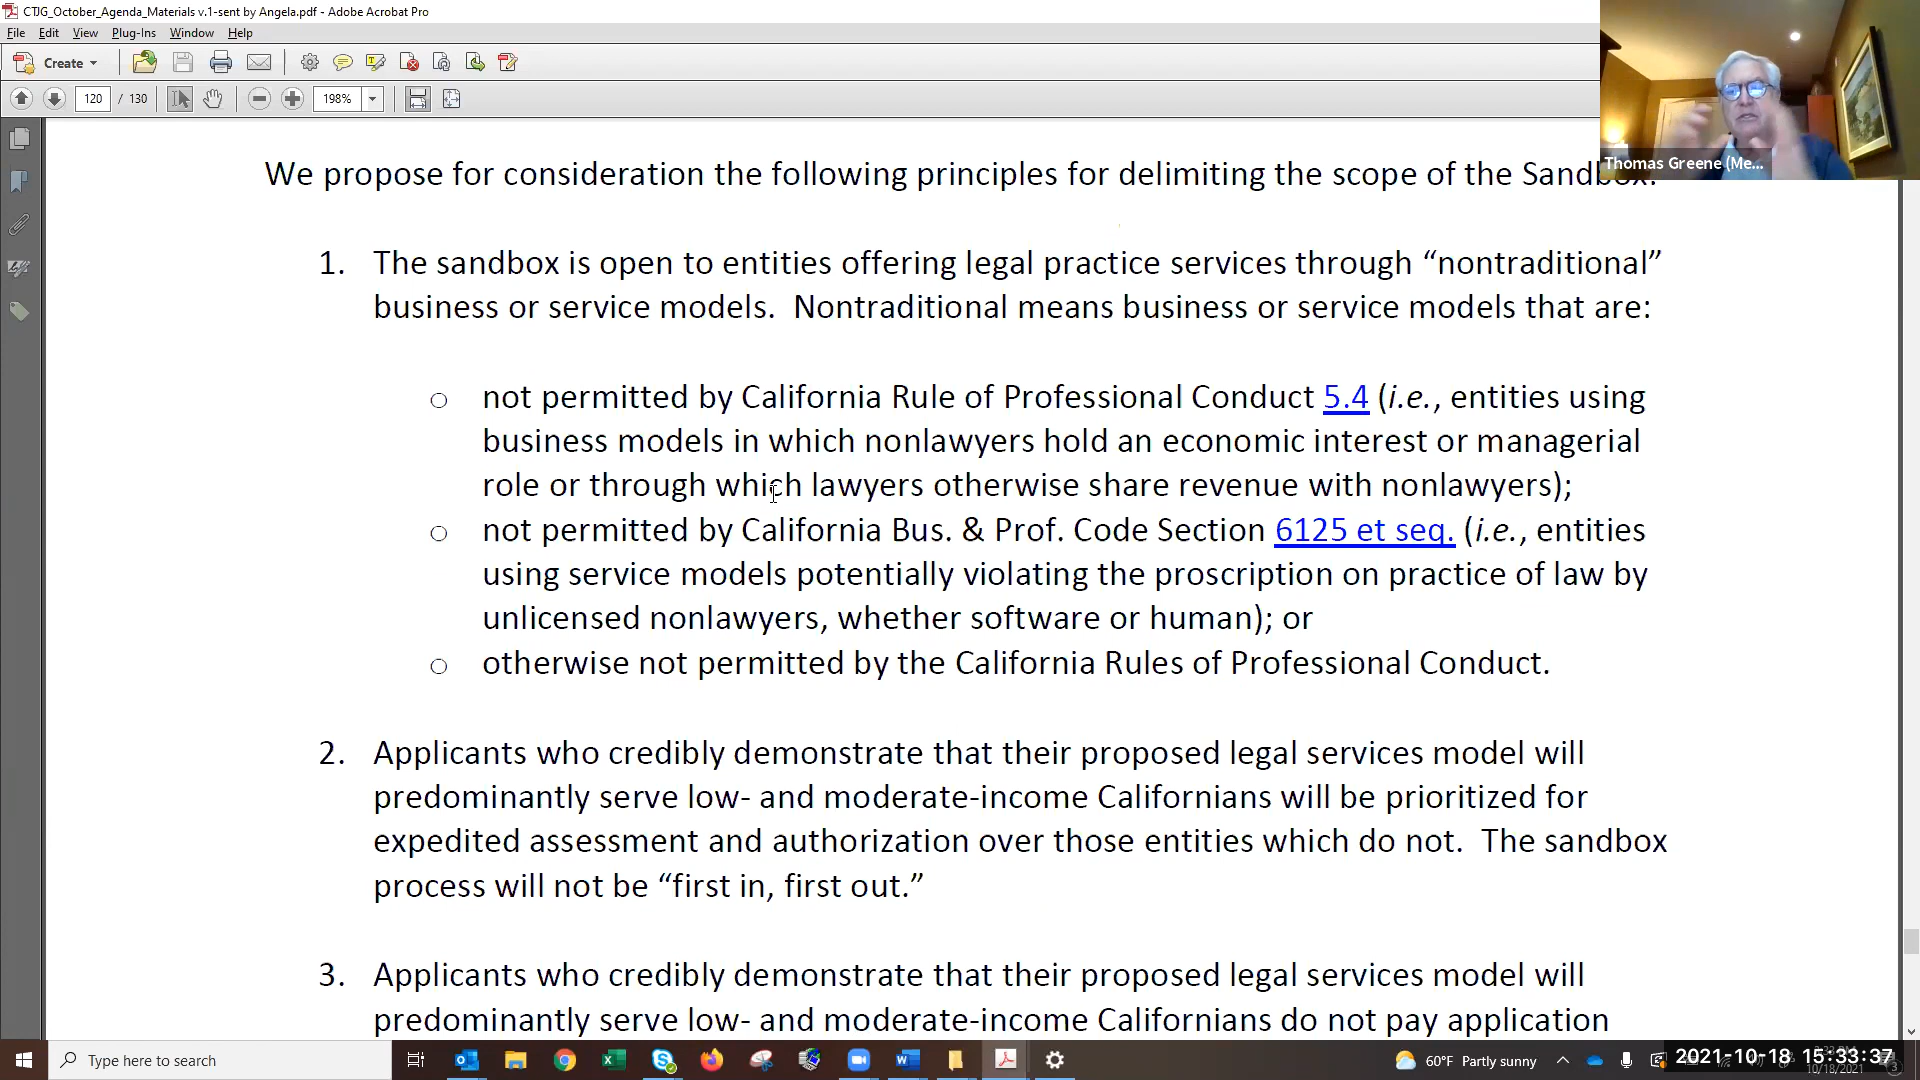 CTJG_October_Agenda_Materials v.1-sent by Angela.pdf - Adobe Acrobat Pro
File Edit View Plug-Ins Window Help
Create
120 / 130 198%
Thomas Greene (Me...
We propose for consideration the following principles for delimiting the scope of the Sandbox:
1. The sandbox is open to entities offering legal practice services through “nontraditional”
business or service models. Nontraditional means business or service models that are:
○ not permitted by California Rule of Professional Conduct 5.4 (i.e., entities using
business models in which nonlawyers hold an economic interest or managerial
role or through which lawyers otherwise share revenue with nonlawyers);
○ not permitted by California Bus. & Prof. Code Section 6125 et seq. (i.e., entities
using service models potentially violating the proscription on practice of law by
unlicensed nonlawyers, whether software or human); or
○ otherwise not permitted by the California Rules of Professional Conduct.
2. Applicants who credibly demonstrate that their proposed legal services model will
predominantly serve low- and moderate-income Californians will be prioritized for
expedited assessment and authorization over those entities which do not. The sandbox
process will not be “first in, first out.”
3. Applicants who credibly demonstrate that their proposed legal services model will
predominantly serve low- and moderate-income Californians do not pay application
Type here to search
60°F Partly sunny
2021-10-18 15:33:37
10/18/2021